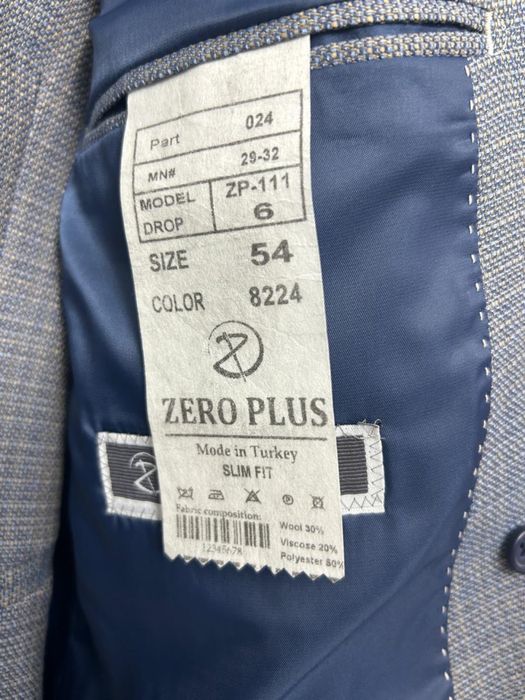 Part 024
MN# 29-32
MODEL ZP-111
DROP 6
SIZE 54
COLOR 8224
ZERO PLUS
Made in Turkey
SLIM FIT
Fabric composition:
Wool 30%
Viscose 20%
Polyester 80%
12345678